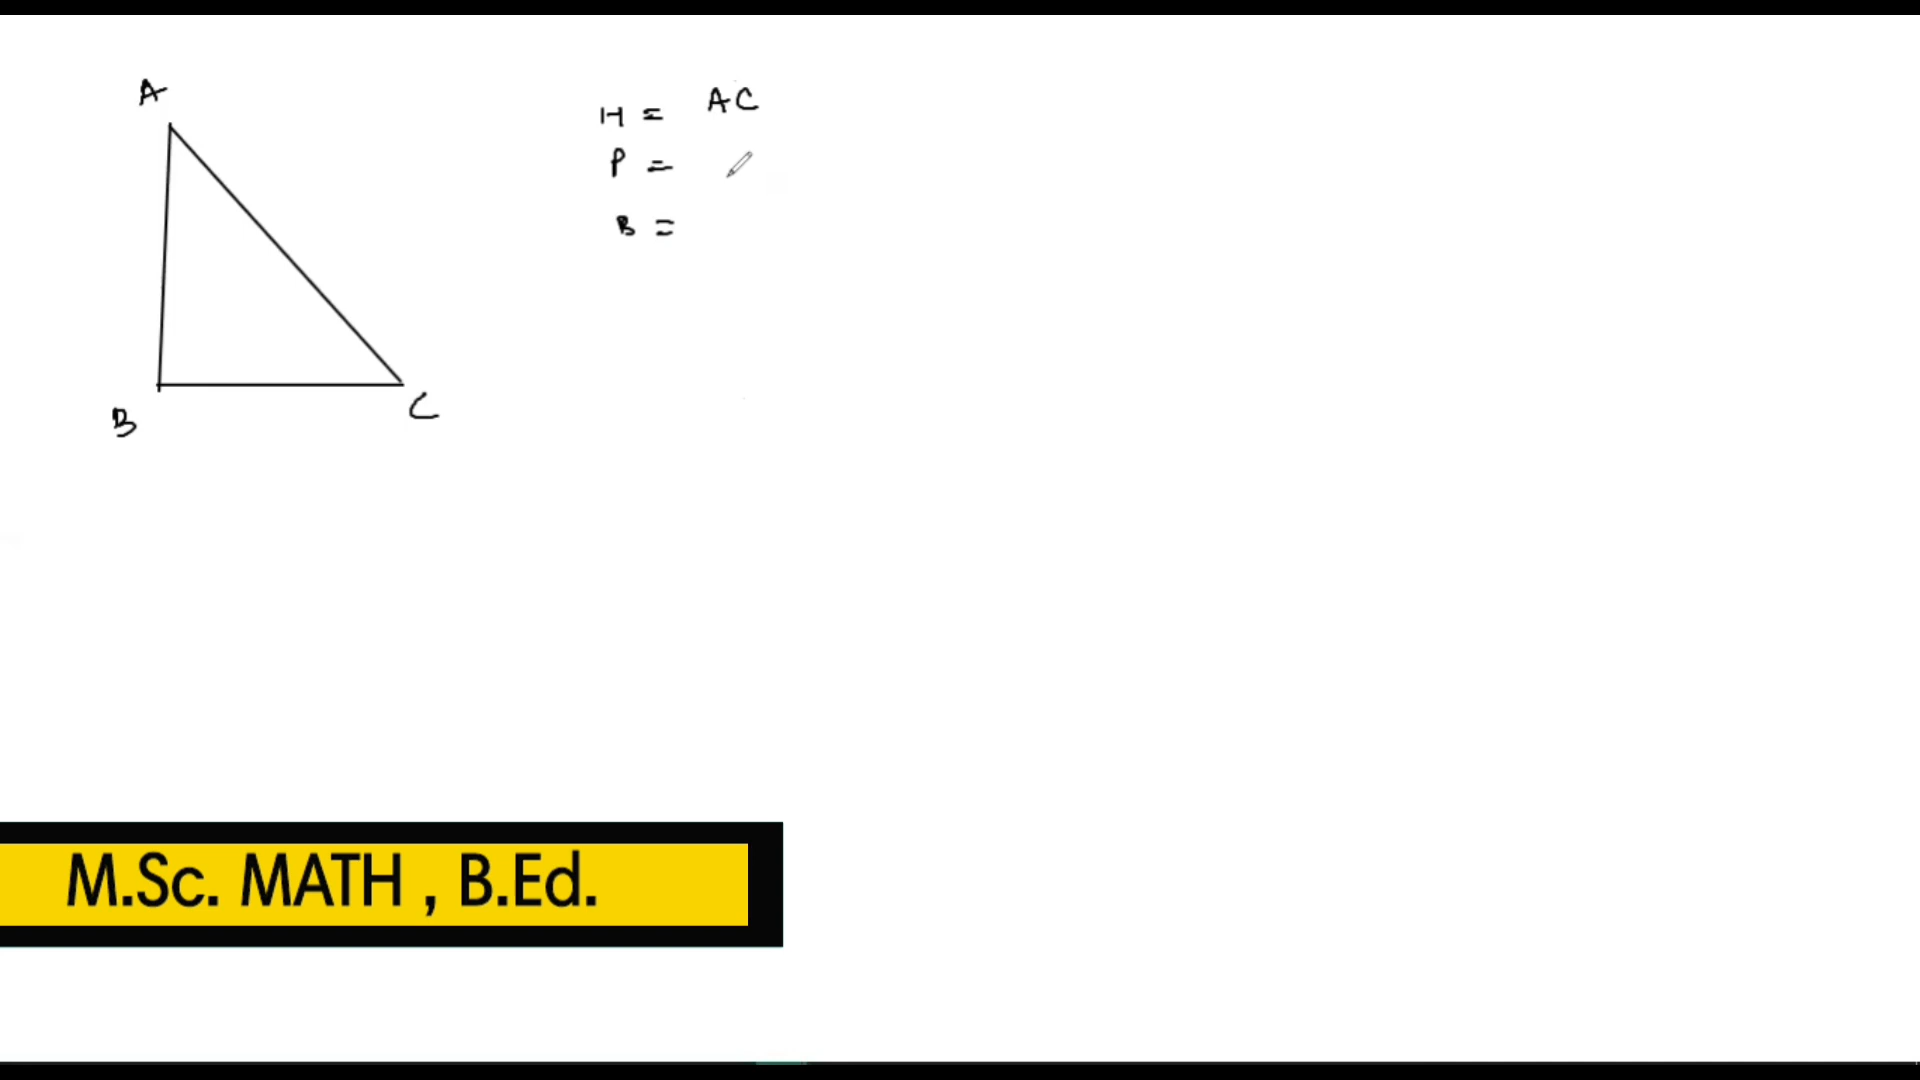 A
H = AC
P =
B =
B
C
M.Sc. MATH , B.Ed.